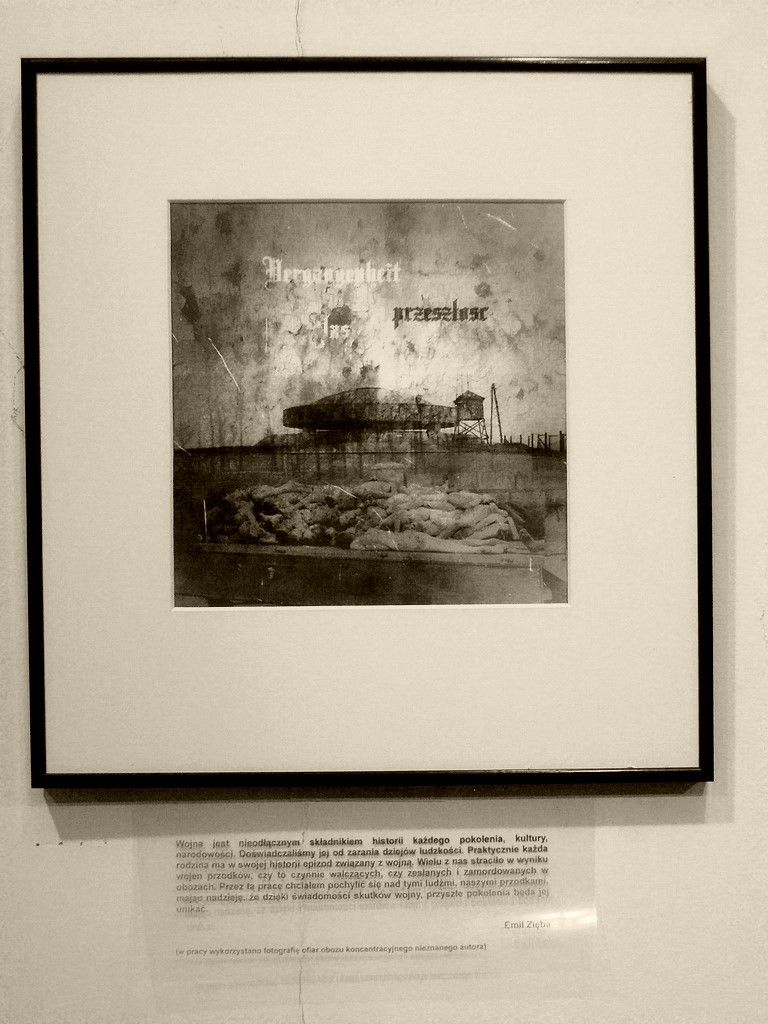 Vergangenheit
przeszłosc
Wojna jest nieodłącznym składnikiem historii każdego pokolenia, kultury,
narodowości. Doświadczaliśmy jej od zarania dziejów ludzkości. Praktycznie każda
rodzina ma w swojej historii epizod związany z wojną. Wielu z nas straciło w wyniku
wojen przodków, czy to czynnie walczących, czy zesłanych i zamordowanych w
obozach. Przez tą pracę chciałem pochylić się nad tymi ludźmi, naszymi przodkami,
mając nadzieję, że dzięki świadomości skutków wojny, przyszłe pokolenia będą jej
unikać.
Emil Zięba
(w pracy wykorzystano fotografię ofiar obozu koncentracyjnego nieznanego autora)